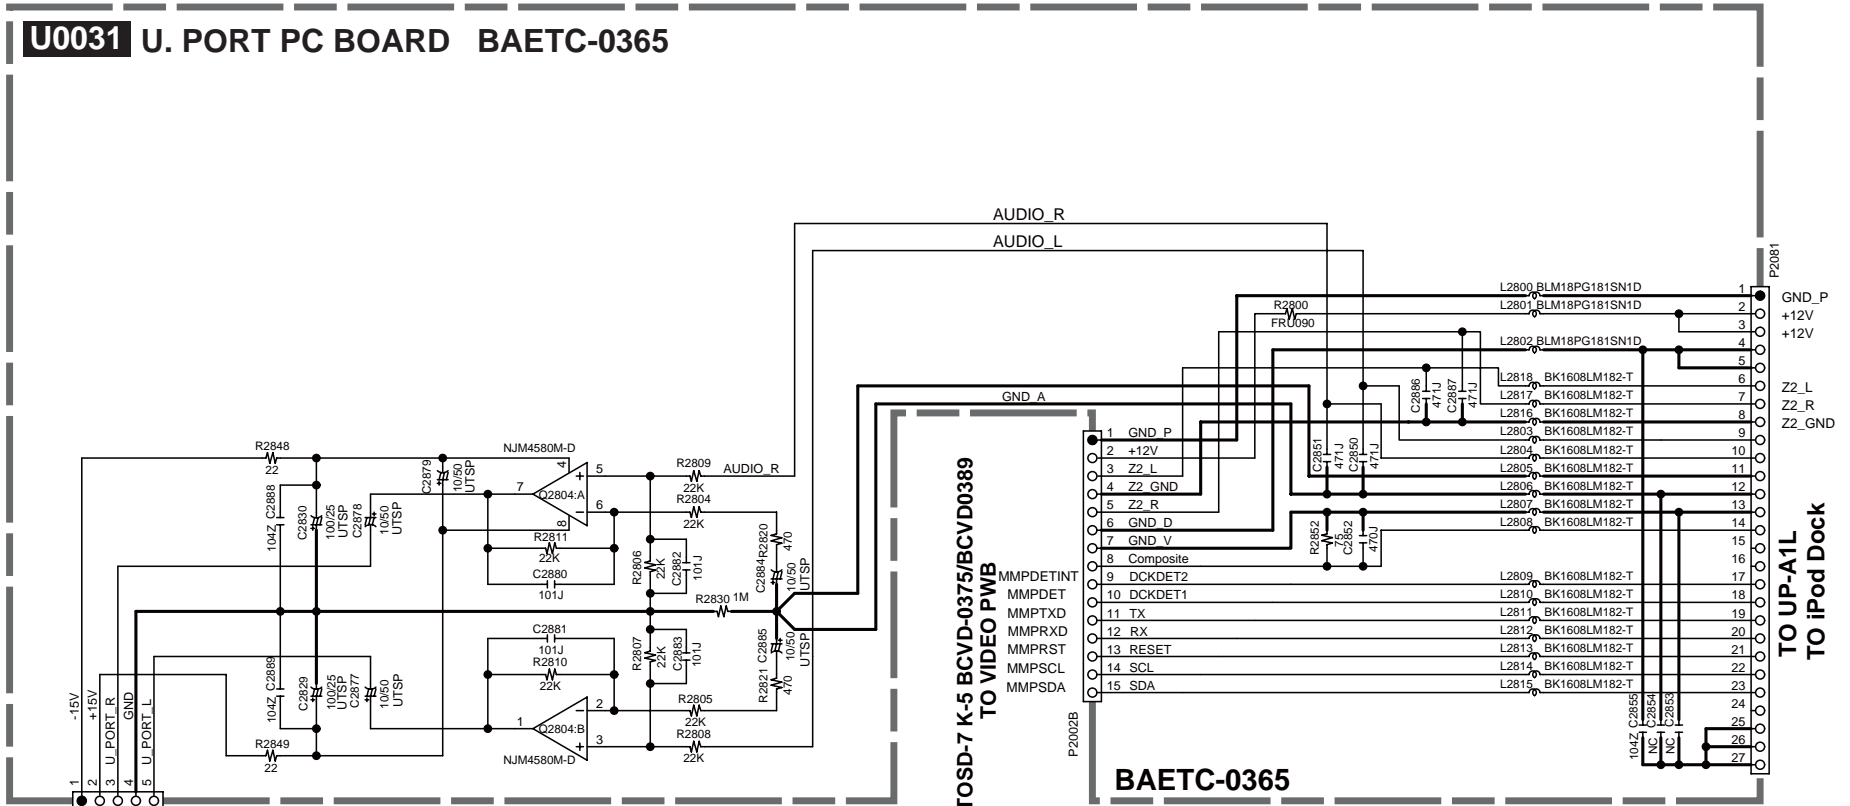 U0031 U. PORT PC BOARD BAETC-0365
AUDIO_R
AUDIO_L
GND_A
P2081
L2800 BLM18PG181SN1D
L2801 BLM18PG181SN1D
R2800
FRU090
L2802 BLM18PG181SN1D
L2818 BK1608LM182-T
L2817 BK1608LM182-T
L2816 BK1608LM182-T
L2803 BK1608LM182-T
L2804 BK1608LM182-T
L2805 BK1608LM182-T
L2806 BK1608LM182-T
L2807 BK1608LM182-T
L2808 BK1608LM182-T
L2809 BK1608LM182-T
L2810 BK1608LM182-T
L2811 BK1608LM182-T
L2812 BK1608LM182-T
L2813 BK1608LM182-T
L2814 BK1608LM182-T
L2815 BK1608LM182-T
1 GND_P
2 +12V
3 +12V
4
5
6 Z2_L
7 Z2_R
8 Z2_GND
9
10
11
12
13
14
15
16
17
18
19
20
21
22
23
24
25
26
27
TO UP-A1L
TO iPod Dock
C2886
471J
C2887
471J
C2851
471J
C2850
471J
R2852
75
C2852
470J
104Z C2855
NC C2854
NC C2853
1 GND_P
2 +12V
3 Z2_L
4 Z2_GND
5 Z2_R
6 GND_D
7 GND_V
8 Composite
MMPDETINT 9 DCKDET2
MMPDET 10 DCKDET1
MMPTXD 11 TX
MMPRXD 12 RX
MMPRST 13 RESET
MMPSCL 14 SCL
MMPSDA 15 SDA
P2002B
TOSD-7 K-5 BCVD-0375/BCVD0389
TO VIDEO PWB
BAETC-0365
R2848
22
104Z C2888
C2830
100/25
UTSP
C2878
10/50
UTSP
C2879
10/50
UTSP
NJM4580M-D
4
5
+
7
Q2804:A
6
−
8
R2809
22K
AUDIO_R
R2804
22K
R2811
22K
C2880
101J
R2806
22K
C2882
101J
R2820
470
C2884
10/50
UTSP
R2830 1M
C2881
101J
R2810
22K
R2807
22K
C2883
101J
C2885
10/50
UTSP
R2821
470
104Z C2889
C2829
100/25
UTSP
C2877
10/50
UTSP
1
2
−
Q2804:B
3
+
NJM4580M-D
R2805
22K
R2808
22K
R2849
22
1 -15V
2 +15V
3 U_PORT_R
4 GND
5 U_PORT_L